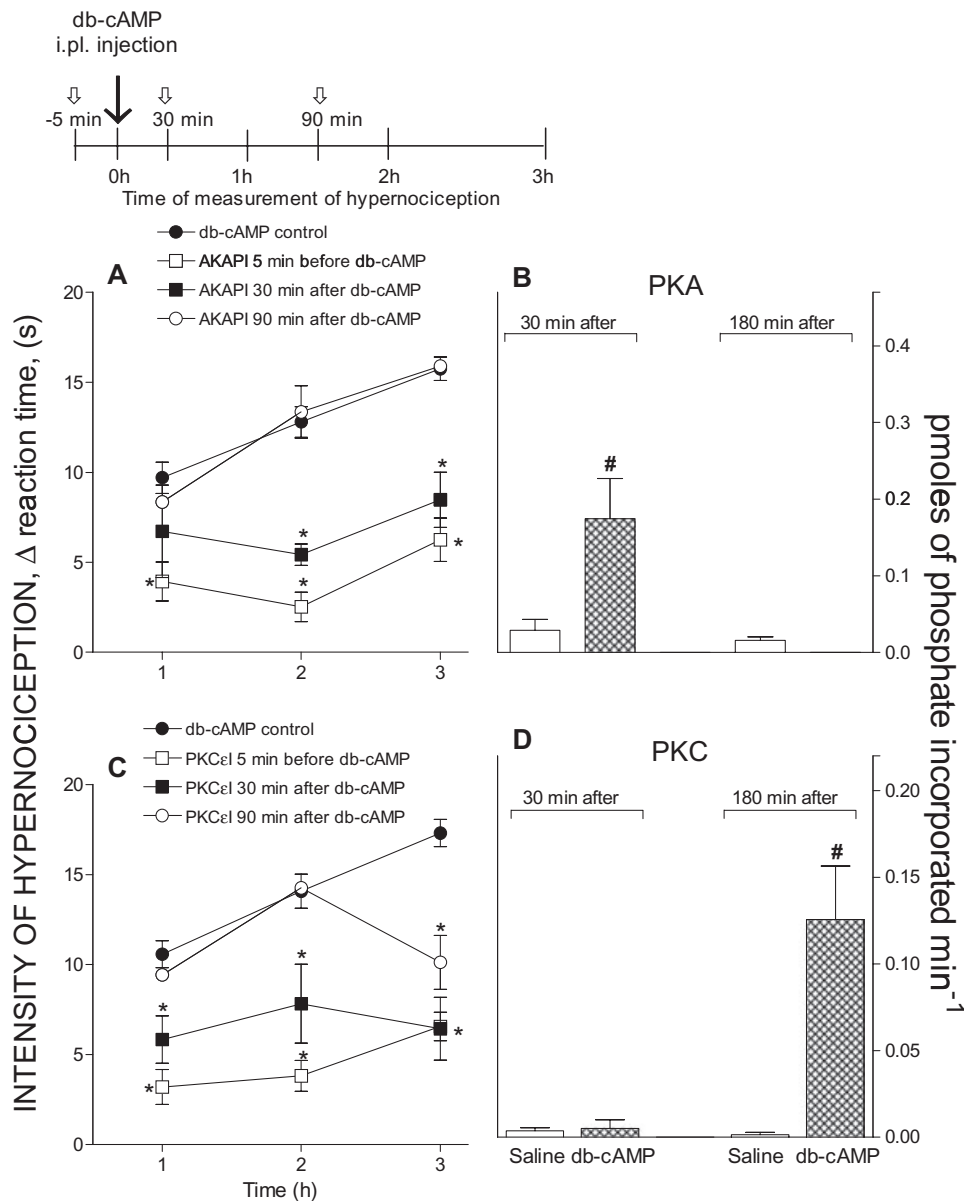 db-cAMP
i.pl. injection
-5 min
30 min
90 min
0h
1h
2h
3h
Time of measurement of hypernociception
INTENSITY OF HYPERNOCICEPTION, Δ reaction time, (s)
A
db-cAMP control
AKAPI 5 min before db-cAMP
AKAPI 30 min after db-cAMP
AKAPI 90 min after db-cAMP
20
15
10
5
0
*
*
*
*
*
1
2
3
B
PKA
30 min after
180 min after
#
0.4
0.3
0.2
0.1
0.0
pmoles of phosphate incorporated min⁻¹
C
db-cAMP control
PKCεI 5 min before db-cAMP
PKCεI 30 min after db-cAMP
PKCεI 90 min after db-cAMP
20
15
10
5
0
*
*
*
*
*
*
1
2
3
Time (h)
D
PKC
30 min after
180 min after
#
0.20
0.15
0.10
0.05
0.00
Saline db-cAMP
Saline db-cAMP